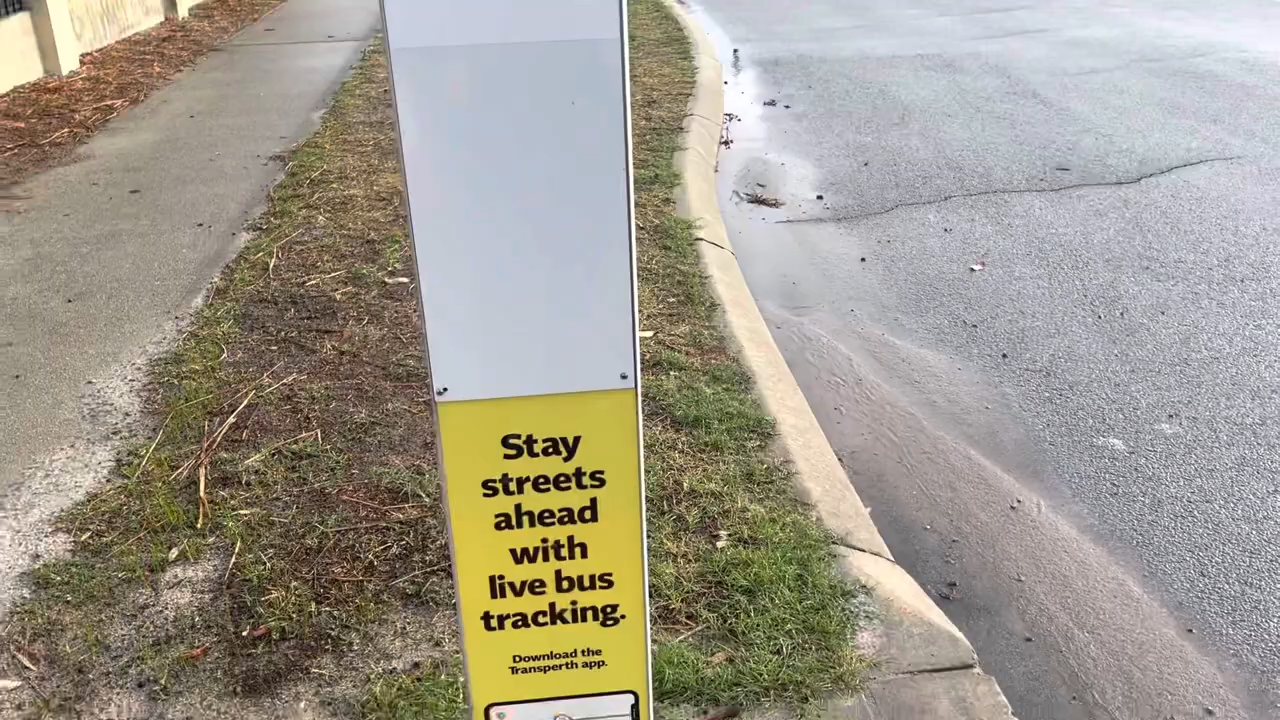 Stay
streets
ahead
with
live bus
tracking.
Download the
Transperth app.